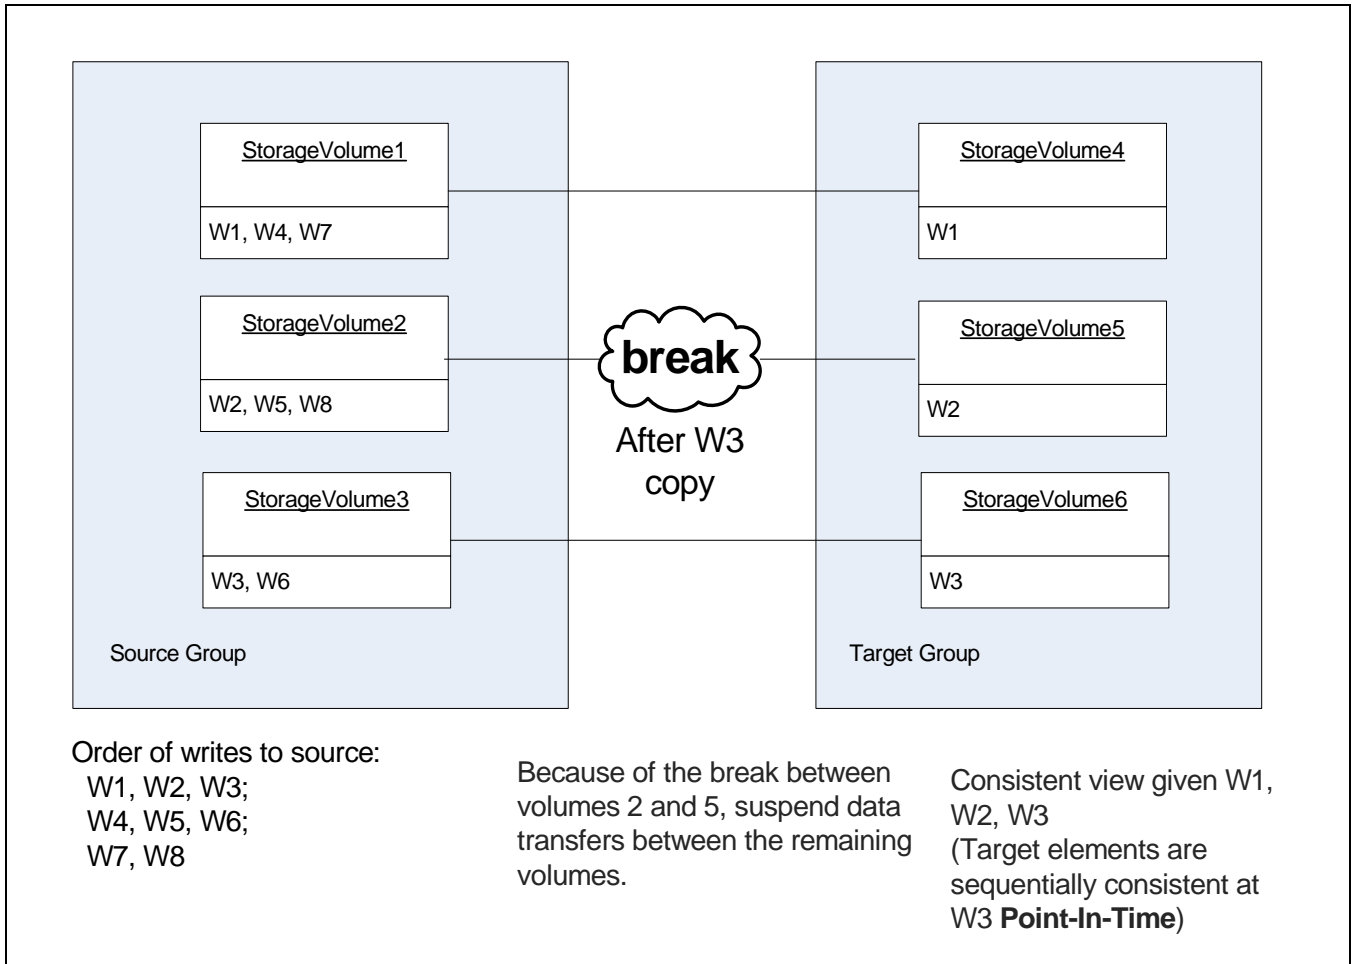 StorageVolume1
W1, W4, W7
StorageVolume2
W2, W5, W8
StorageVolume3
W3, W6
Source Group
break
After W3
copy
StorageVolume4
W1
StorageVolume5
W2
StorageVolume6
W3
Target Group
Order of writes to source:
W1, W2, W3;
W4, W5, W6;
W7, W8
Because of the break between
volumes 2 and 5, suspend data
transfers between the remaining
volumes.
Consistent view given W1,
W2, W3
(Target elements are
sequentially consistent at
W3 Point-In-Time)